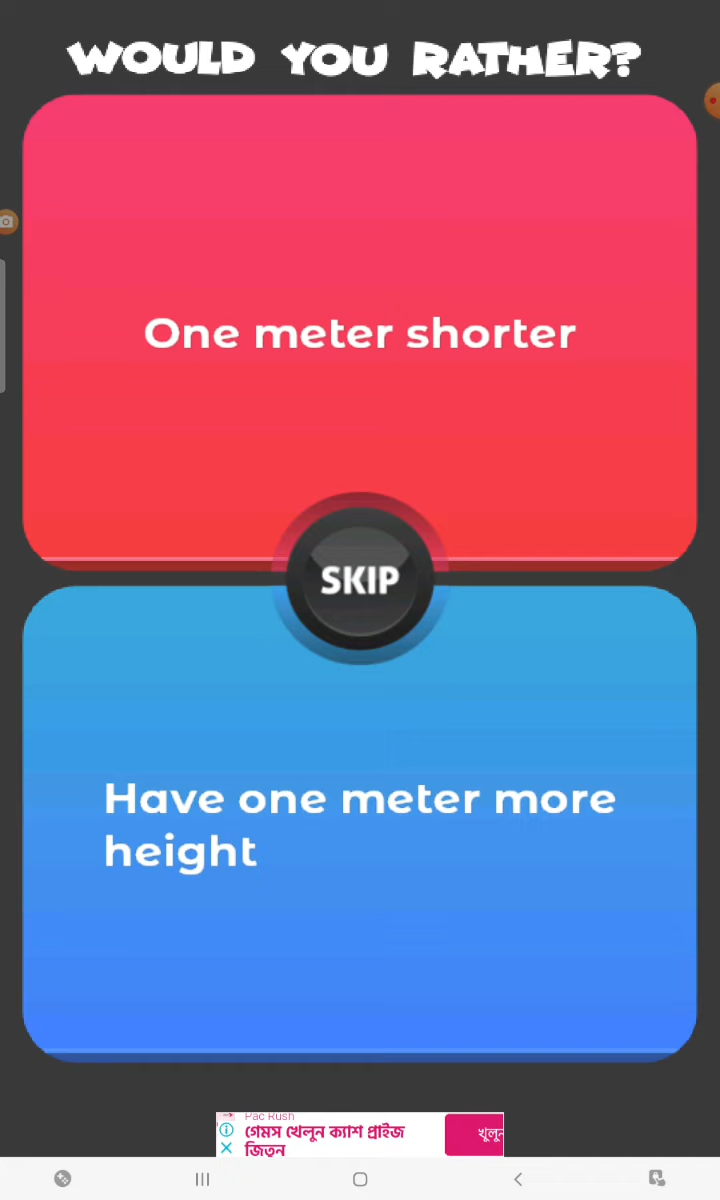 WOULD YOU RATHER?
One meter shorter
SKIP
Have one meter more
height
Pac Rush
গেমস খেলুন ক্যাশ প্রাইজ
জিতুন